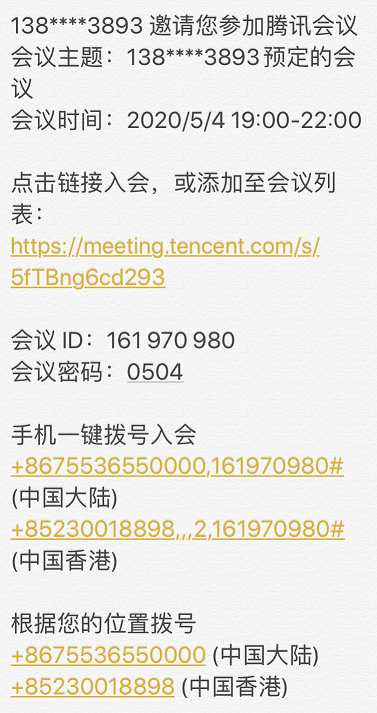 138****3893 邀请您参加腾讯会议
会议主题：138****3893预定的会
议
会议时间：2020/5/4 19:00-22:00
点击链接入会，或添加至会议列
表：
https://meeting.tencent.com/s/
5fTBng6cd293
会议 ID：161 970 980
会议密码：0504
手机一键拨号入会
+8675536550000,161970980#
(中国大陆)
+85230018898,,,2,161970980#
(中国香港)
根据您的位置拨号
+8675536550000 (中国大陆)
+85230018898 (中国香港)